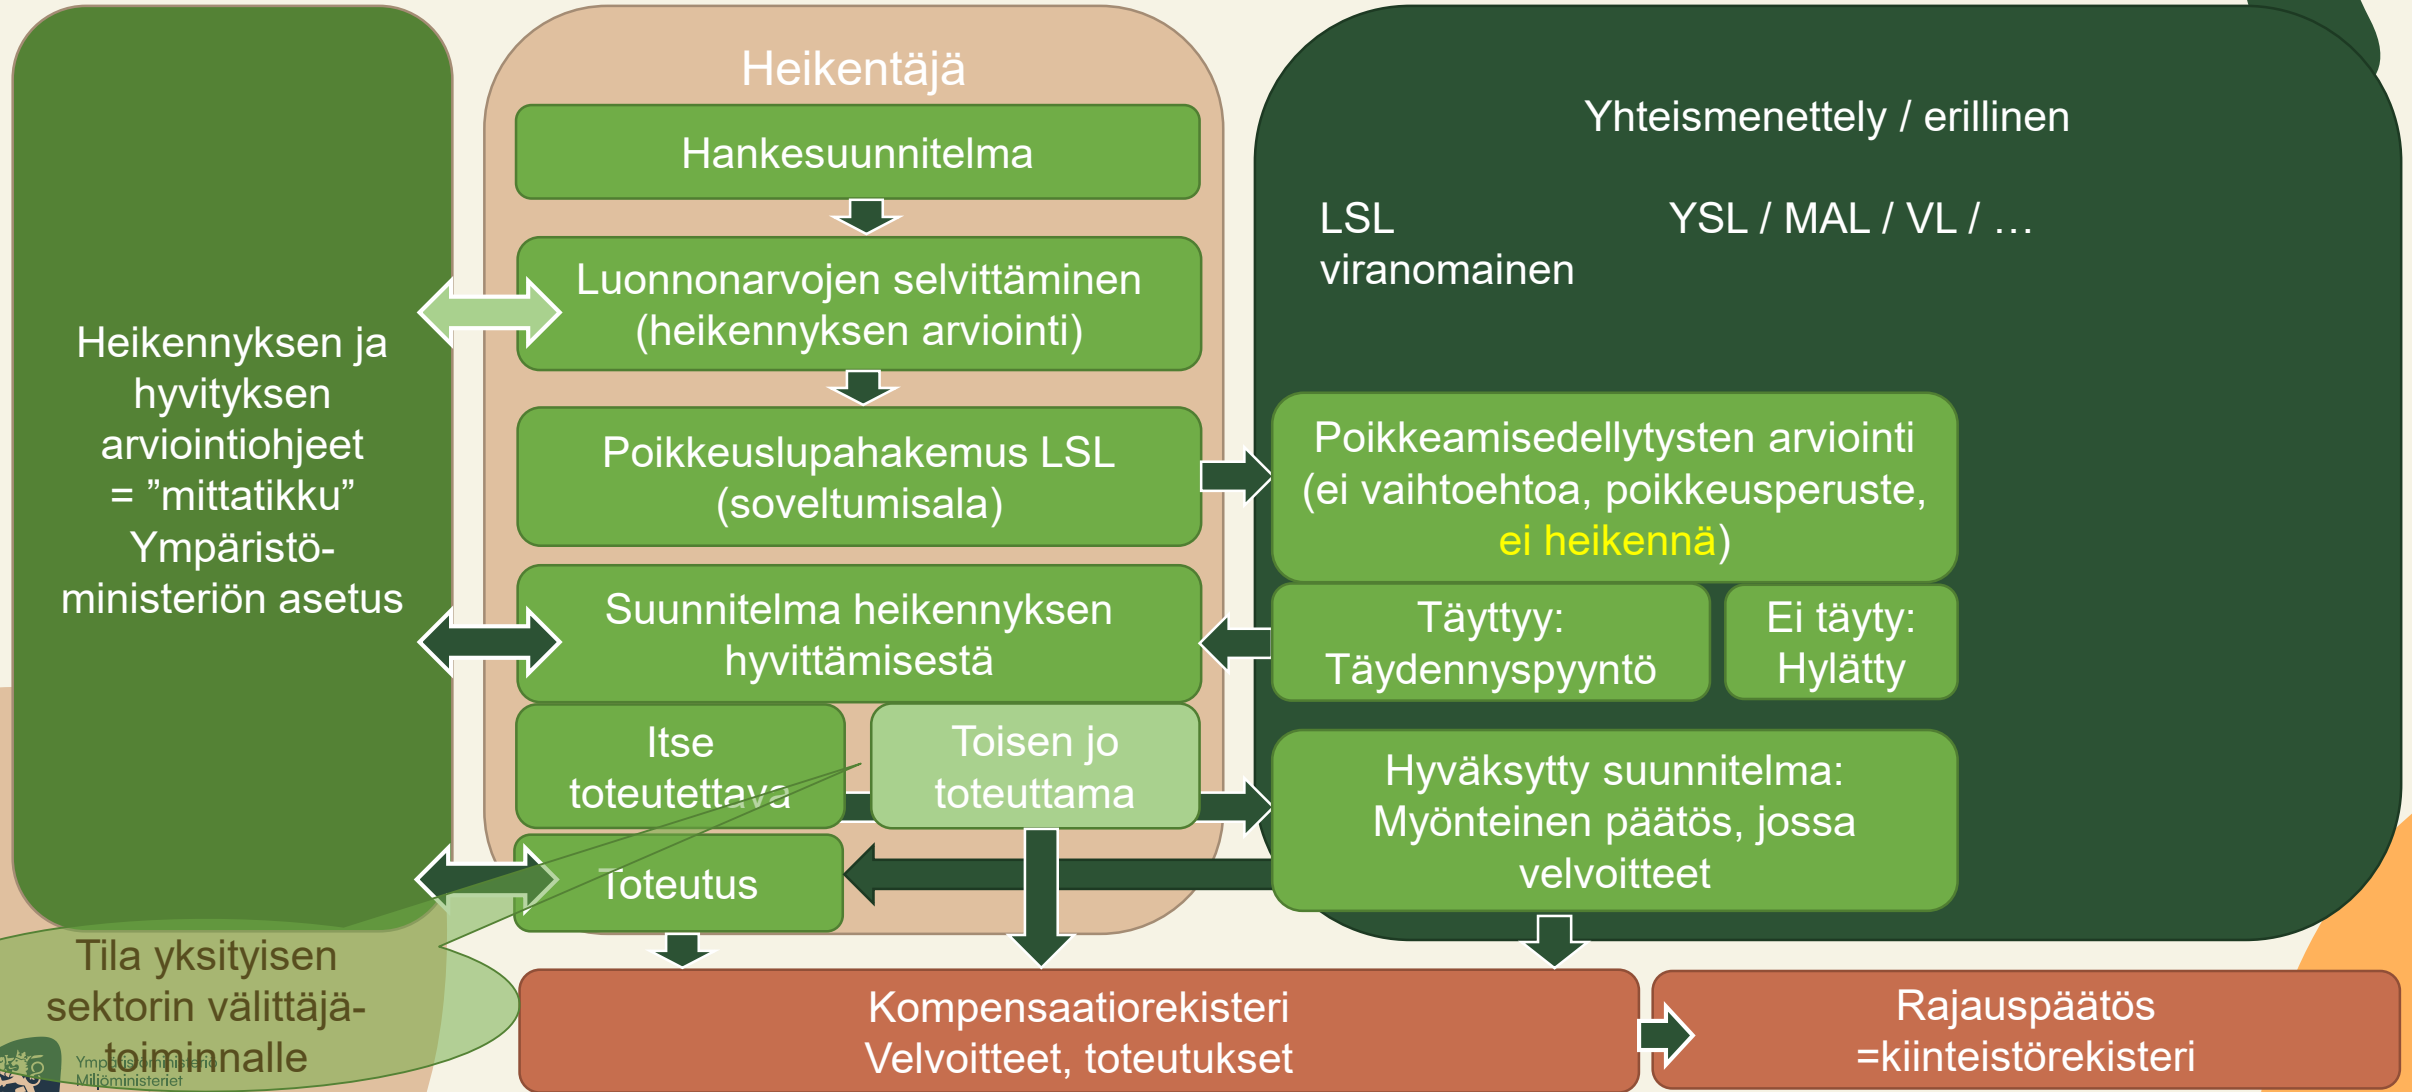 Heikennyksen ja
hyvityksen
arviointiohjeet
= ”mittatikku”
Ympäristö-
ministeriön asetus
Heikentäjä
Hankesuunnitelma
Luonnonarvojen selvittäminen
(heikennyksen arviointi)
Poikkeuslupahakemus LSL
(soveltumisala)
Suunnitelma heikennyksen
hyvittämisestä
Itse
toteutettava
Toisen jo
toteuttama
Toteutus
Yhteismenettely / erillinen
LSL
viranomainen
YSL / MAL / VL / …
Poikkeamisedellytysten arviointi
(ei vaihtoehtoa, poikkeusperuste,
ei heikennä)
Täyttyy:
Täydennyspyyntö
Ei täyty:
Hylätty
Hyväksytty suunnitelma:
Myönteinen päätös, jossa
velvoitteet
Tila yksityisen
sektorin välittäjä-
toiminnalle
Ympäristöministeriö
Miljöministeriet
Kompensaatiorekisteri
Velvoitteet, toteutukset
Rajauspäätös
=kiinteistörekisteri